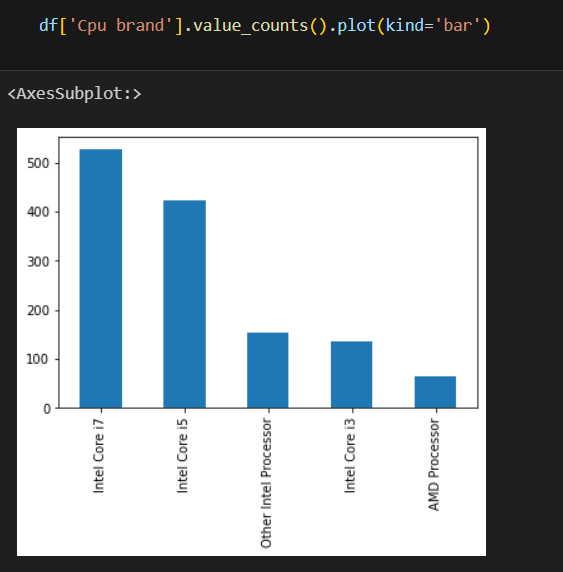 df['Cpu brand'].value_counts().plot(kind='bar')
<AxesSubplot:>
500
400
300
200
100
0
Intel Core i7
Intel Core i5
Other Intel Processor
Intel Core i3
AMD Processor